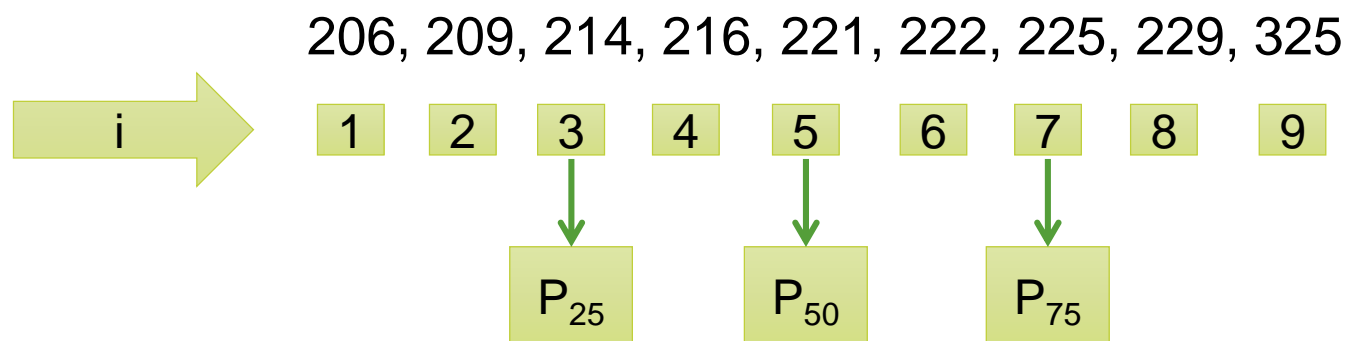 206, 209, 214, 216, 221, 222, 225, 229, 325
i 1 2 3 4 5 6 7 8 9
P₂₅ P₅₀ P₇₅